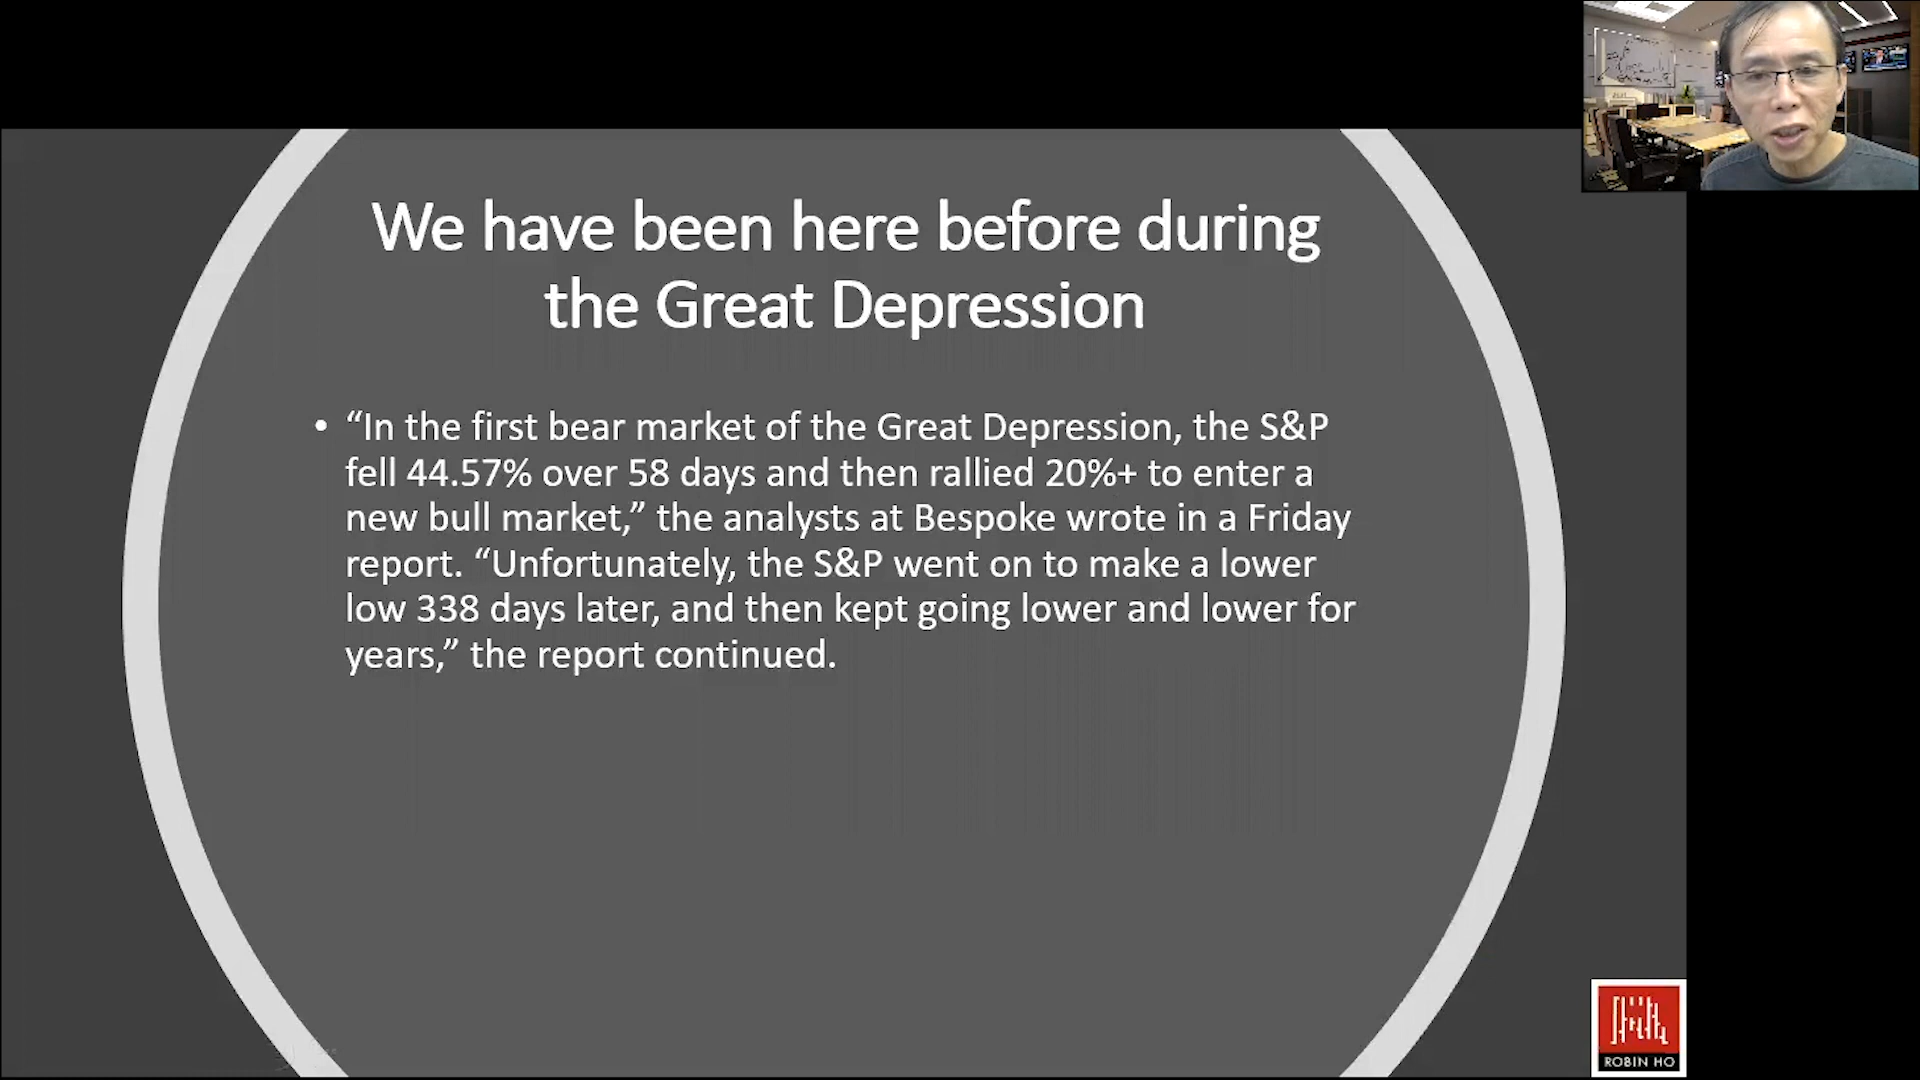 We have been here before during
the Great Depression
• “In the first bear market of the Great Depression, the S&P
fell 44.57% over 58 days and then rallied 20%+ to enter a
new bull market,” the analysts at Bespoke wrote in a Friday
report. “Unfortunately, the S&P went on to make a lower
low 338 days later, and then kept going lower and lower for
years,” the report continued.
ROBIN HO